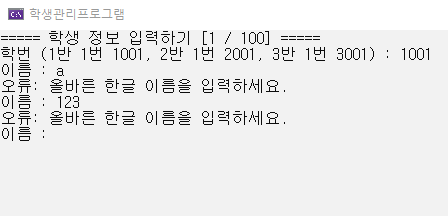 학생관리프로그램
===== 학생 정보 입력하기 [1 / 100] =====
학번 (1반 1번 1001, 2반 1번 2001, 3반 1번 3001) : 1001
이름 : a
오류: 올바른 한글 이름을 입력하세요.
이름 : 123
오류: 올바른 한글 이름을 입력하세요.
이름 :